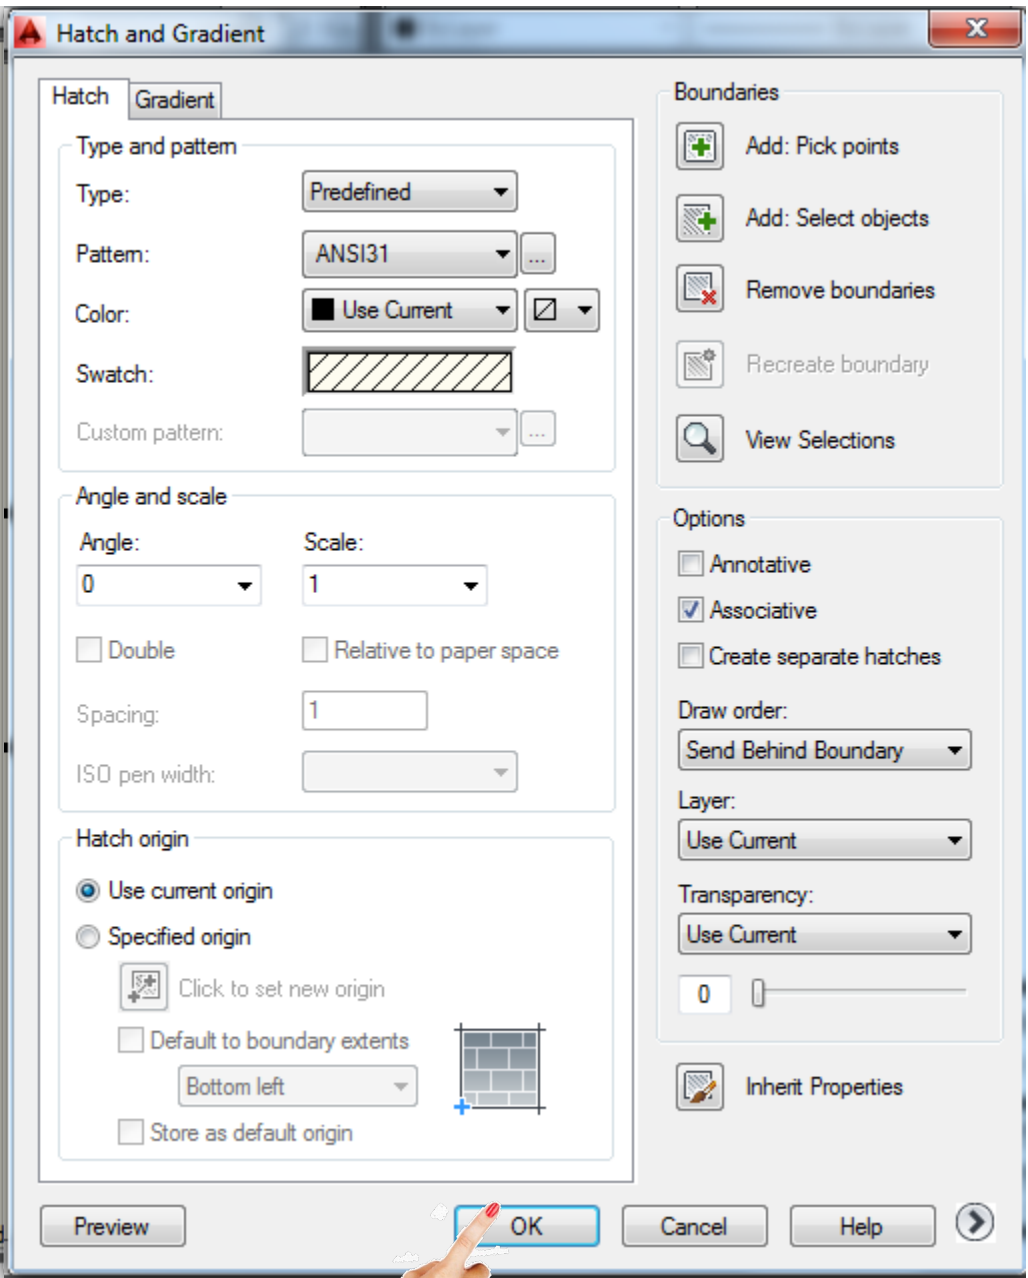 Hatch and Gradient
Hatch
Gradient
Type and pattern
Type:
Predefined
Pattern:
ANSI31
...
Color:
Use Current
Swatch:
Custom pattern:
...
Angle and scale
Angle:
Scale:
0
1
Double
Relative to paper space
Spacing:
1
ISO pen width:
Hatch origin
Use current origin
Specified origin
Click to set new origin
Default to boundary extents
Bottom left
Store as default origin
Boundaries
Add: Pick points
Add: Select objects
Remove boundaries
Recreate boundary
View Selections
Options
Annotative
Associative
Create separate hatches
Draw order:
Send Behind Boundary
Layer:
Use Current
Transparency:
Use Current
0
Inherit Properties
Preview
OK
Cancel
Help